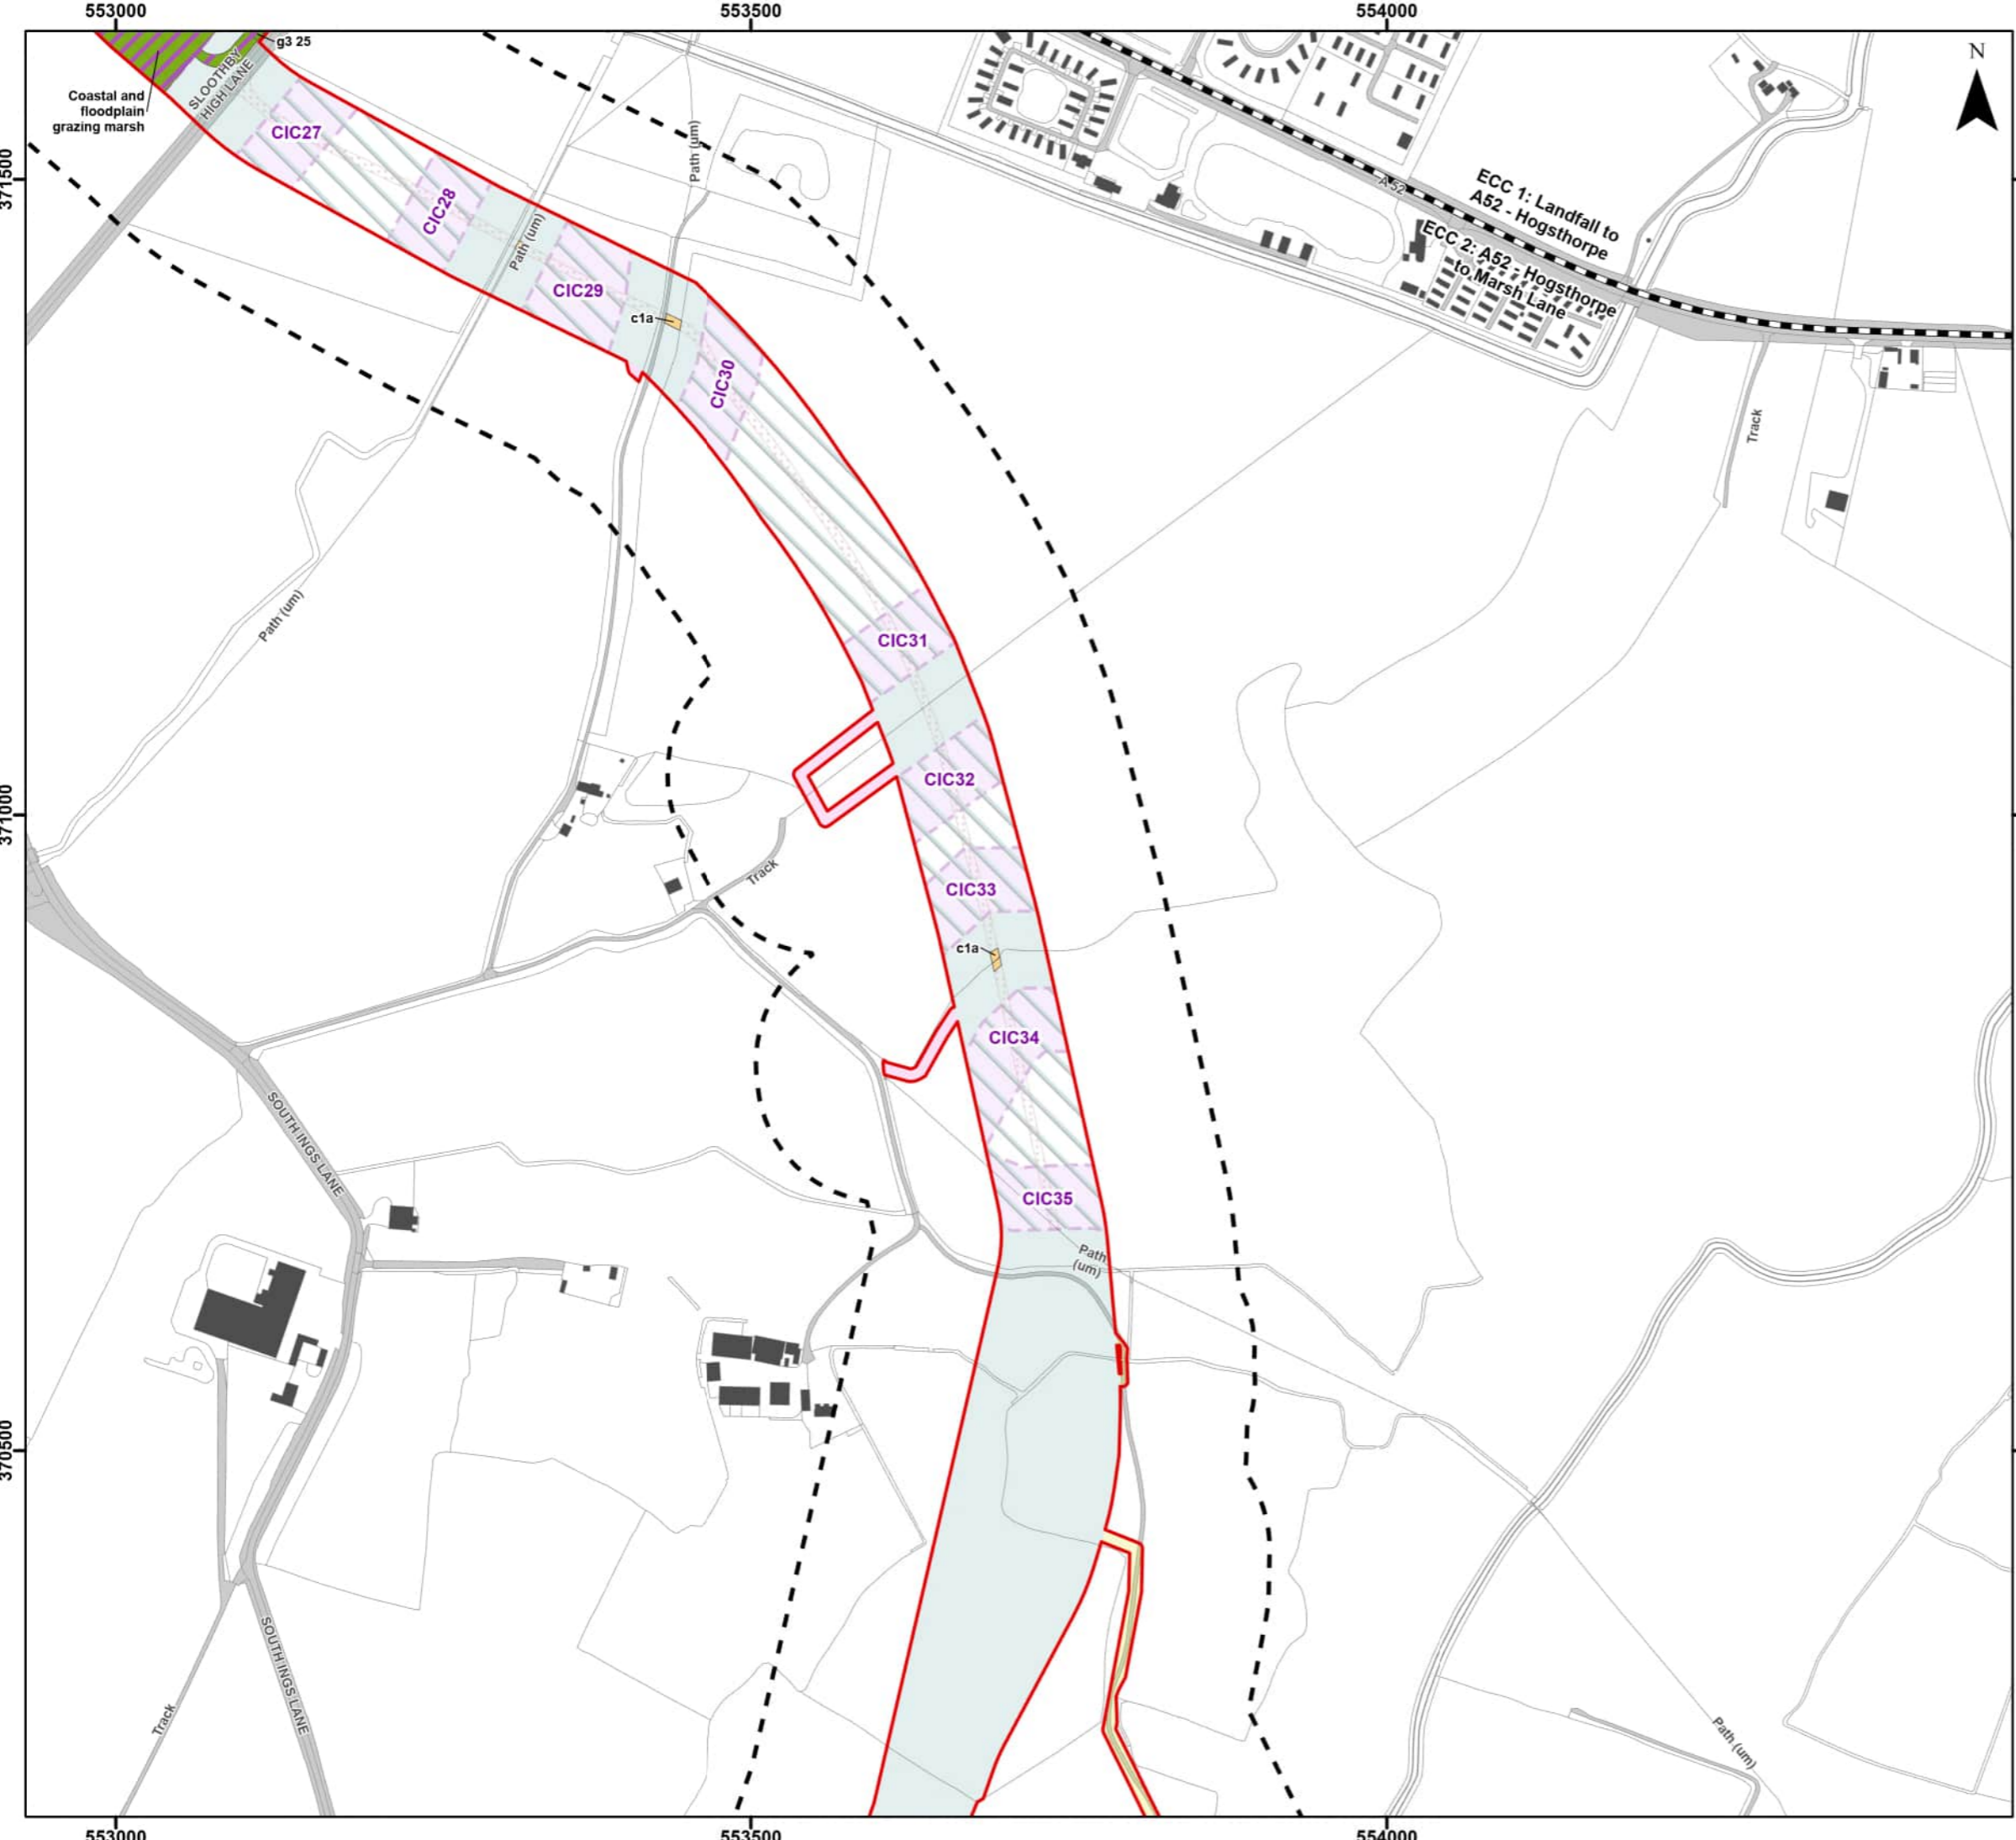 553000
553500
554000
g3 25
SLOOTHBY
HIGH LANE
Coastal and
floodplain
grazing marsh
N
CIC27
371500
Path (um)
A 52
ECC 1: Landfall to
A52 - Hogsthorpe
CIC28
Path (um)
ECC 2: A52 - Hogsthorpe
to Marsh Lane
CIC29
c1a
CIC30
Track
Path (um)
CIC31
CIC32
371000
Track
CIC33
c1a
CIC34
SOUTH INGS LANE
CIC35
Path
(um)
370500
SOUTH INGS LANE
Track
Path (um)
553000
553500
554000